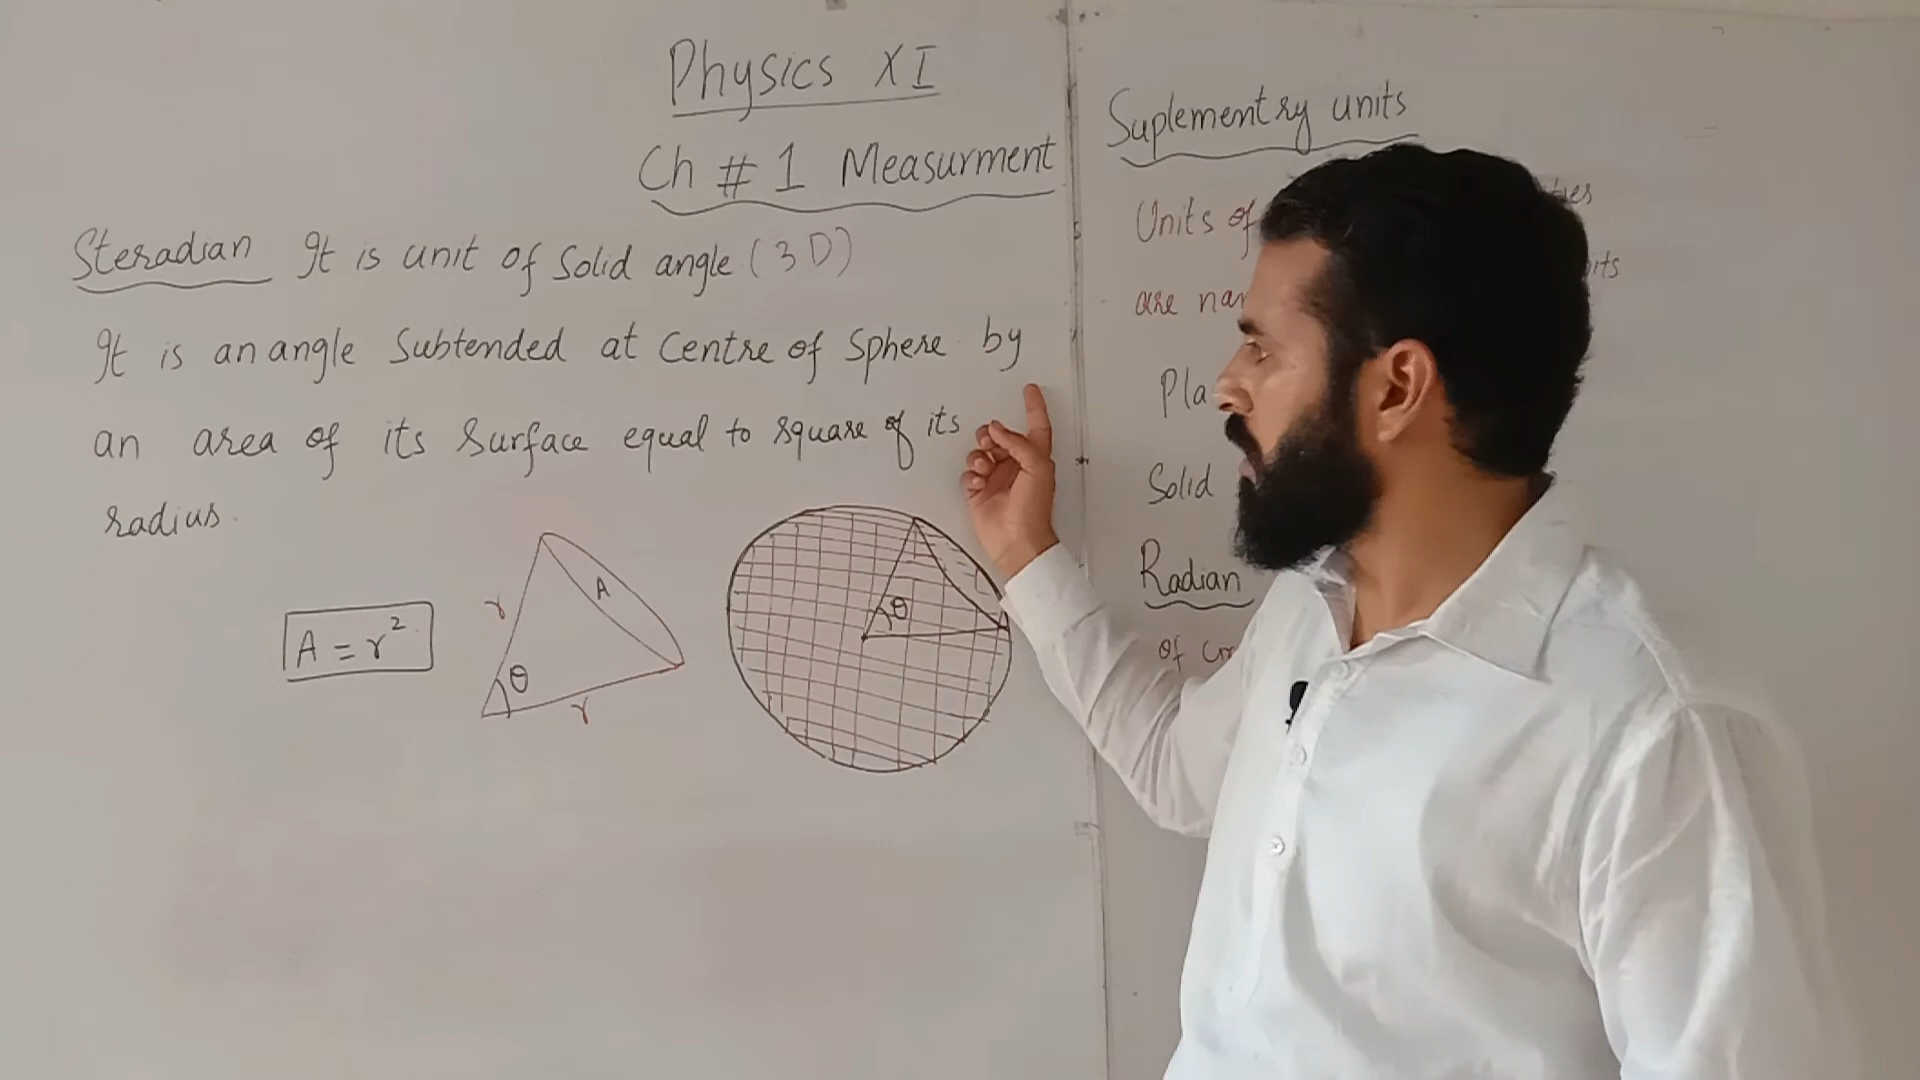 Physics XI
Ch # 1 Measurment
Steradian It is unit of Solid angle (3D)
It is an angle Subtended at Centre of Sphere by
an area of its Surface equal to square of its
radius.
A = r²
r
A
θ
r
θ
Suplementry units
Units of
are
Solid
Radian
of